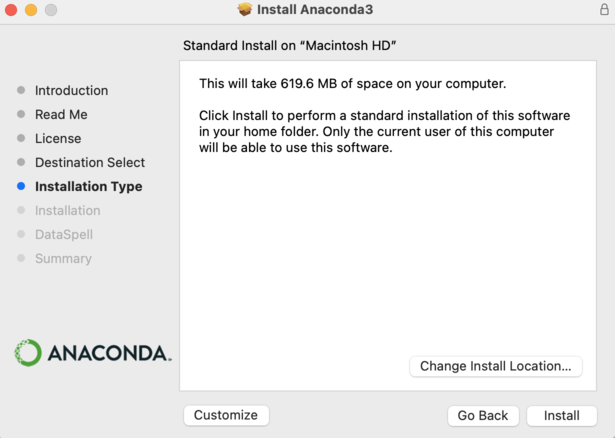 Install Anaconda3
Standard Install on “Macintosh HD”
Introduction
Read Me
License
Destination Select
Installation Type
Installation
DataSpell
Summary
This will take 619.6 MB of space on your computer.
Click Install to perform a standard installation of this software
in your home folder. Only the current user of this computer
will be able to use this software.
ANACONDA.
Change Install Location...
Customize
Go Back
Install